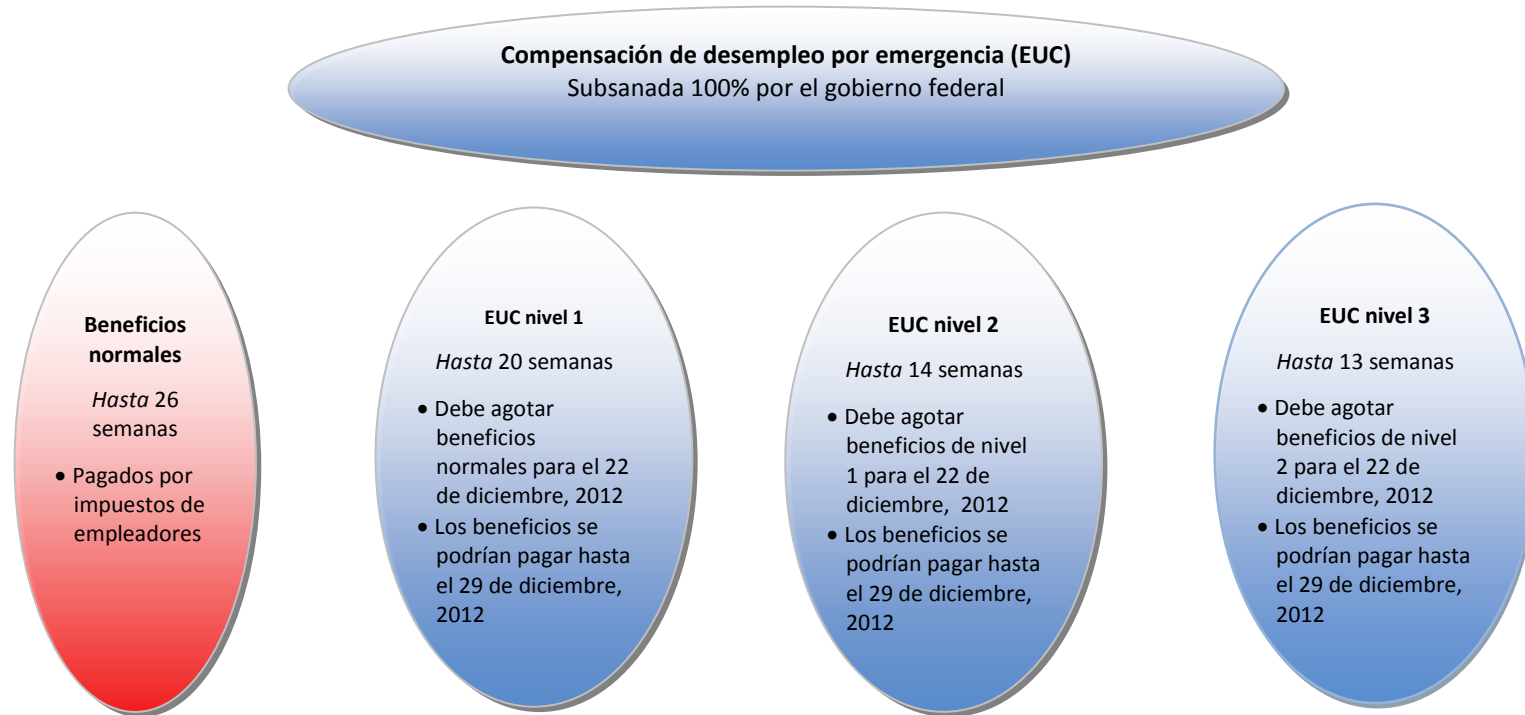 Compensación de desempleo por emergencia (EUC)
Subsanada 100% por el gobierno federal
Beneficios
normales
Hasta 26
semanas
• Pagados por
impuestos de
empleadores
EUC nivel 1
Hasta 20 semanas
• Debe agotar
beneficios
normales para el 22
de diciembre, 2012
• Los beneficios se
podrían pagar hasta
el 29 de diciembre,
2012
EUC nivel 2
Hasta 14 semanas
• Debe agotar
beneficios de nivel
1 para el 22 de
diciembre, 2012
• Los beneficios se
podrían pagar hasta
el 29 de diciembre,
2012
EUC nivel 3
Hasta 13 semanas
• Debe agotar
beneficios de nivel
2 para el 22 de
diciembre, 2012
• Los beneficios se
podrían pagar hasta
el 29 de diciembre,
2012